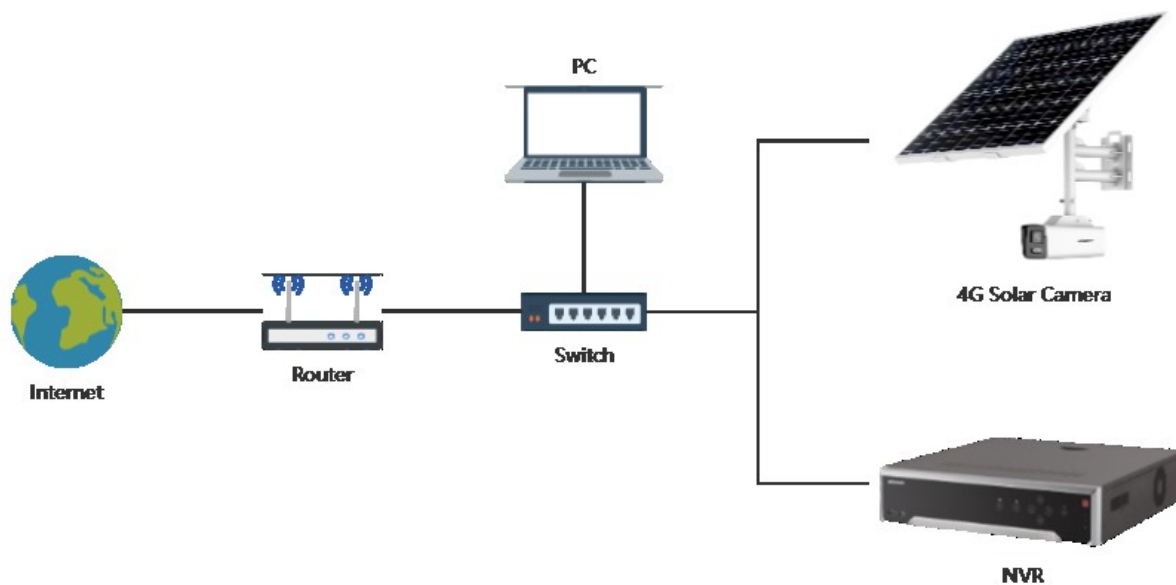 PC
4G Solar Camera
Switch
Router
Internet
NVR